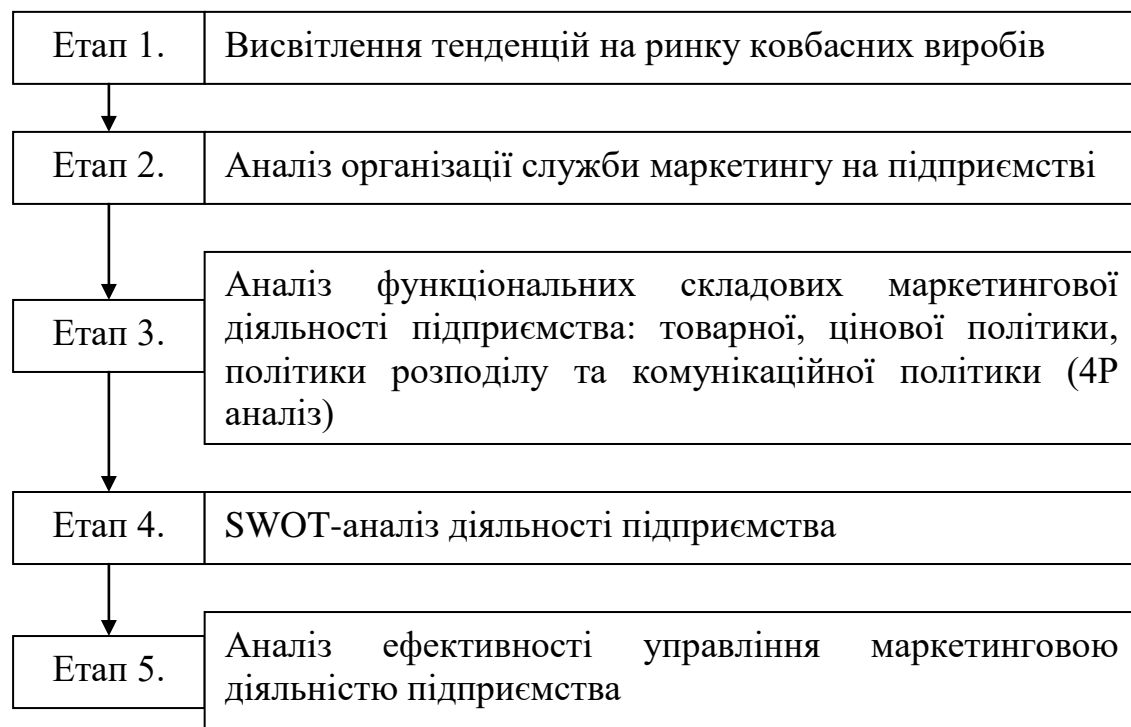 Етап 1.
Висвітлення тенденцій на ринку ковбасних виробів
Етап 2.
Аналіз організації служби маркетингу на підприємстві
Етап 3.
Аналіз функціональних складових маркетингової
діяльності підприємства: товарної, цінової політики,
політики розподілу та комунікаційної політики (4Р
аналіз)
Етап 4.
SWOT-аналіз діяльності підприємства
Етап 5.
Аналіз ефективності управління маркетинговою
діяльністю підприємства